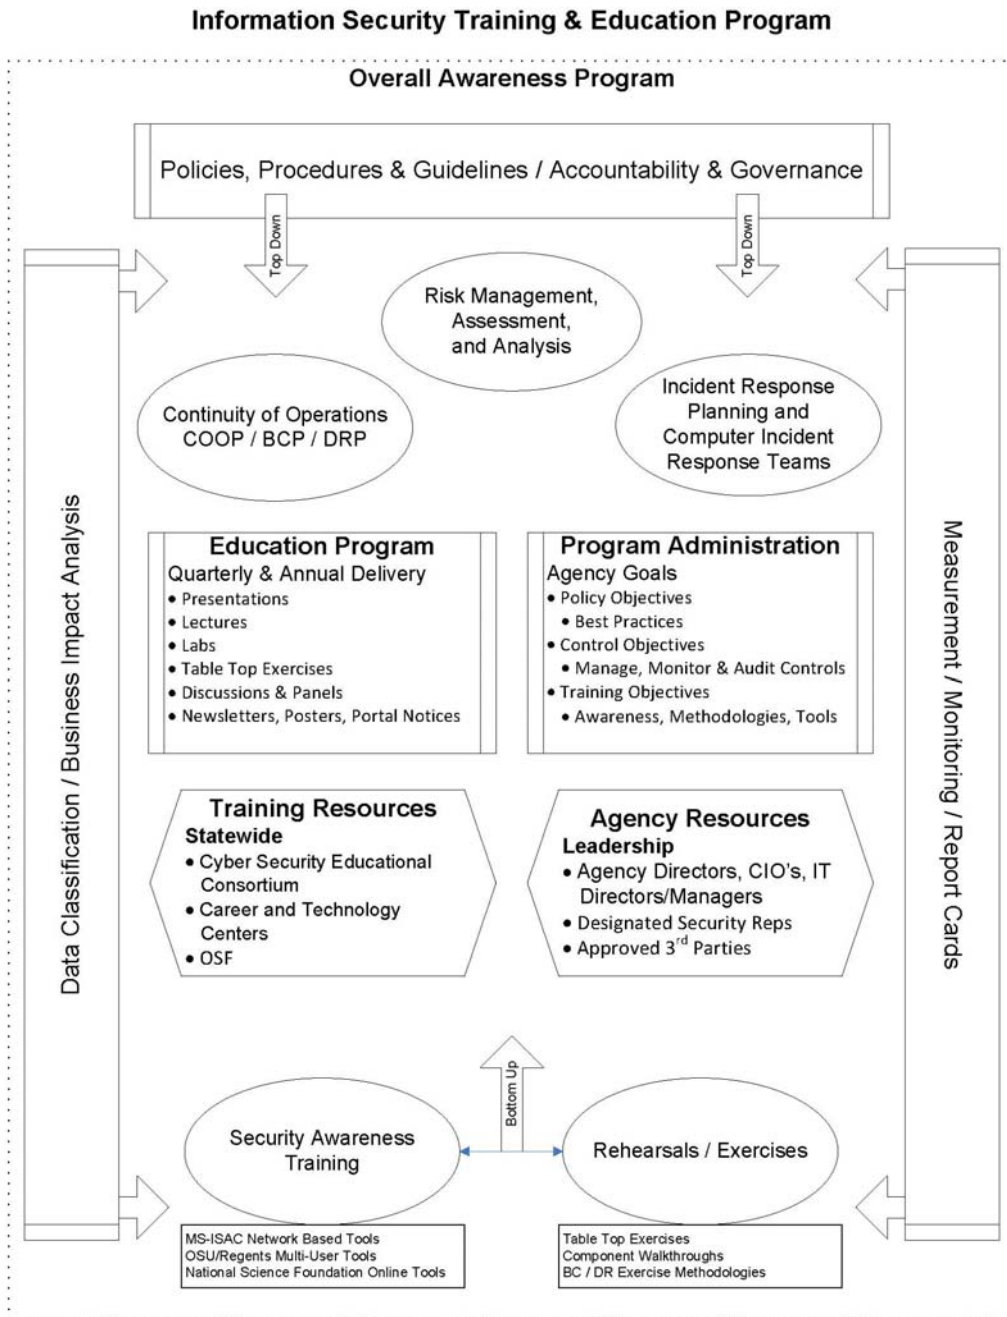 Information Security Training & Education Program
Overall Awareness Program
Policies, Procedures & Guidelines / Accountability & Governance
Top Down
Top Down
Risk Management,
Assessment,
and Analysis
Continuity of Operations
COOP / BCP / DRP
Incident Response
Planning and
Computer Incident
Response Teams
Data Classification / Business Impact Analysis
Measurement / Monitoring / Report Cards
Education Program
Quarterly & Annual Delivery
• Presentations
• Lectures
• Labs
• Table Top Exercises
• Discussions & Panels
• Newsletters, Posters, Portal Notices
Program Administration
Agency Goals
• Policy Objectives
• Best Practices
• Control Objectives
• Manage, Monitor & Audit Controls
• Training Objectives
• Awareness, Methodologies, Tools
Training Resources
Statewide
• Cyber Security Educational
Consortium
• Career and Technology
Centers
• OSF
Agency Resources
Leadership
• Agency Directors, CIO's, IT
Directors/Managers
• Designated Security Reps
• Approved 3rd Parties
Bottom Up
Security Awareness
Training
Rehearsals / Exercises
MS-ISAC Network Based Tools
OSU/Regents Multi-User Tools
National Science Foundation Online Tools
Table Top Exercises
Component Walkthroughs
BC / DR Exercise Methodologies